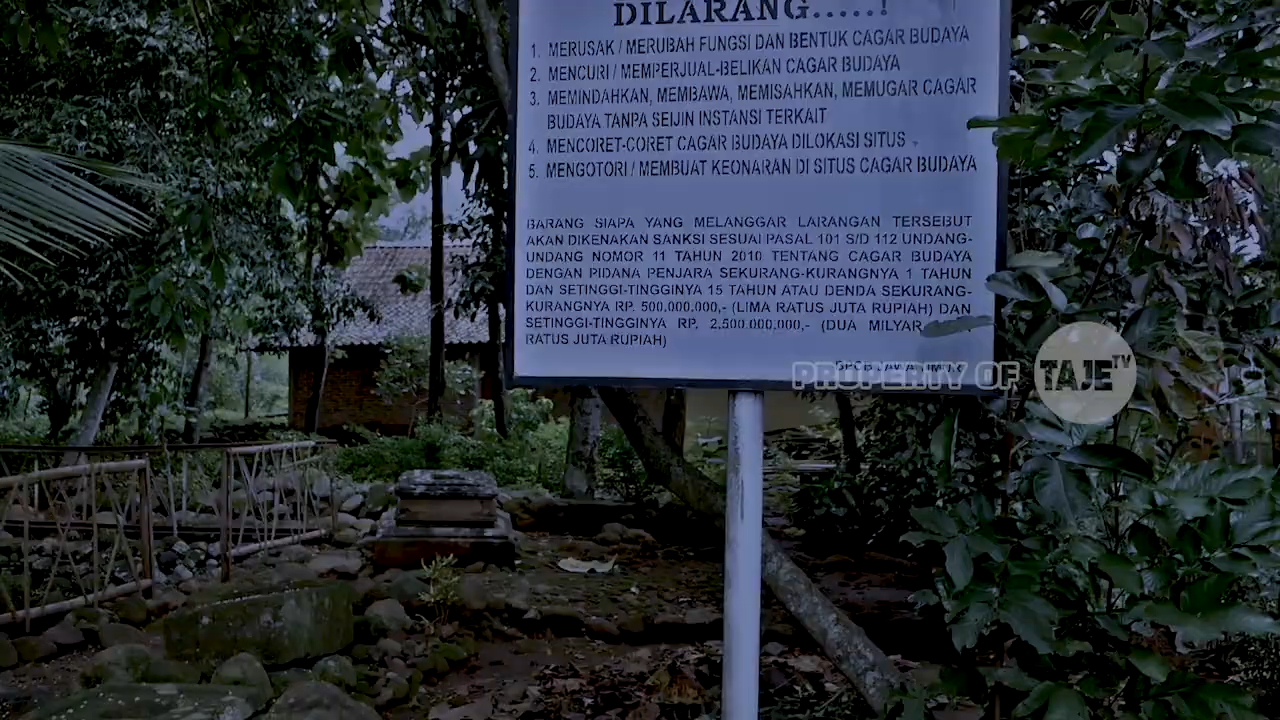 DILARANG.....!
1. MERUSAK / MERUBAH FUNGSI DAN BENTUK CAGAR BUDAYA
2. MENCURI / MEMPERJUAL-BELIKAN CAGAR BUDAYA
3. MEMINDAHKAN, MEMBAWA, MEMISAHKAN, MEMUGAR CAGAR
BUDAYA TANPA SEIJIN INSTANSI TERKAIT
4. MENCORET-CORET CAGAR BUDAYA DILOKASI SITUS
5. MENGOTORI / MEMBUAT KEONARAN DI SITUS CAGAR BUDAYA
BARANG SIAPA YANG MELANGGAR LARANGAN TERSEBUT
AKAN DIKENAKAN SANKSI SESUAI PASAL 101 S/D 112 UNDANG-
UNDANG NOMOR 11 TAHUN 2010 TENTANG CAGAR BUDAYA
DENGAN PIDANA PENJARA SEKURANG-KURANGNYA 1 TAHUN
DAN SETINGGI-TINGGINYA 15 TAHUN ATAU DENDA SEKURANG-
KURANGNYA RP. 500.000.000,- (LIMA RATUS JUTA RUPIAH) DAN
SETINGGI-TINGGINYA RP. 2.500.000.000,- (DUA MILYAR
RATUS JUTA RUPIAH)
BPCB JAWA TIMUR
PROPERTY OF TAJE TV